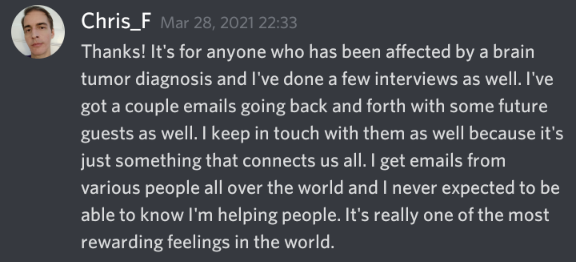 Chris_F Mar 28, 2021 22:33
Thanks! It's for anyone who has been affected by a brain
tumor diagnosis and I've done a few interviews as well. I've
got a couple emails going back and forth with some future
guests as well. I keep in touch with them as well because it's
just something that connects us all. I get emails from
various people all over the world and I never expected to be
able to know I'm helping people. It's really one of the most
rewarding feelings in the world.